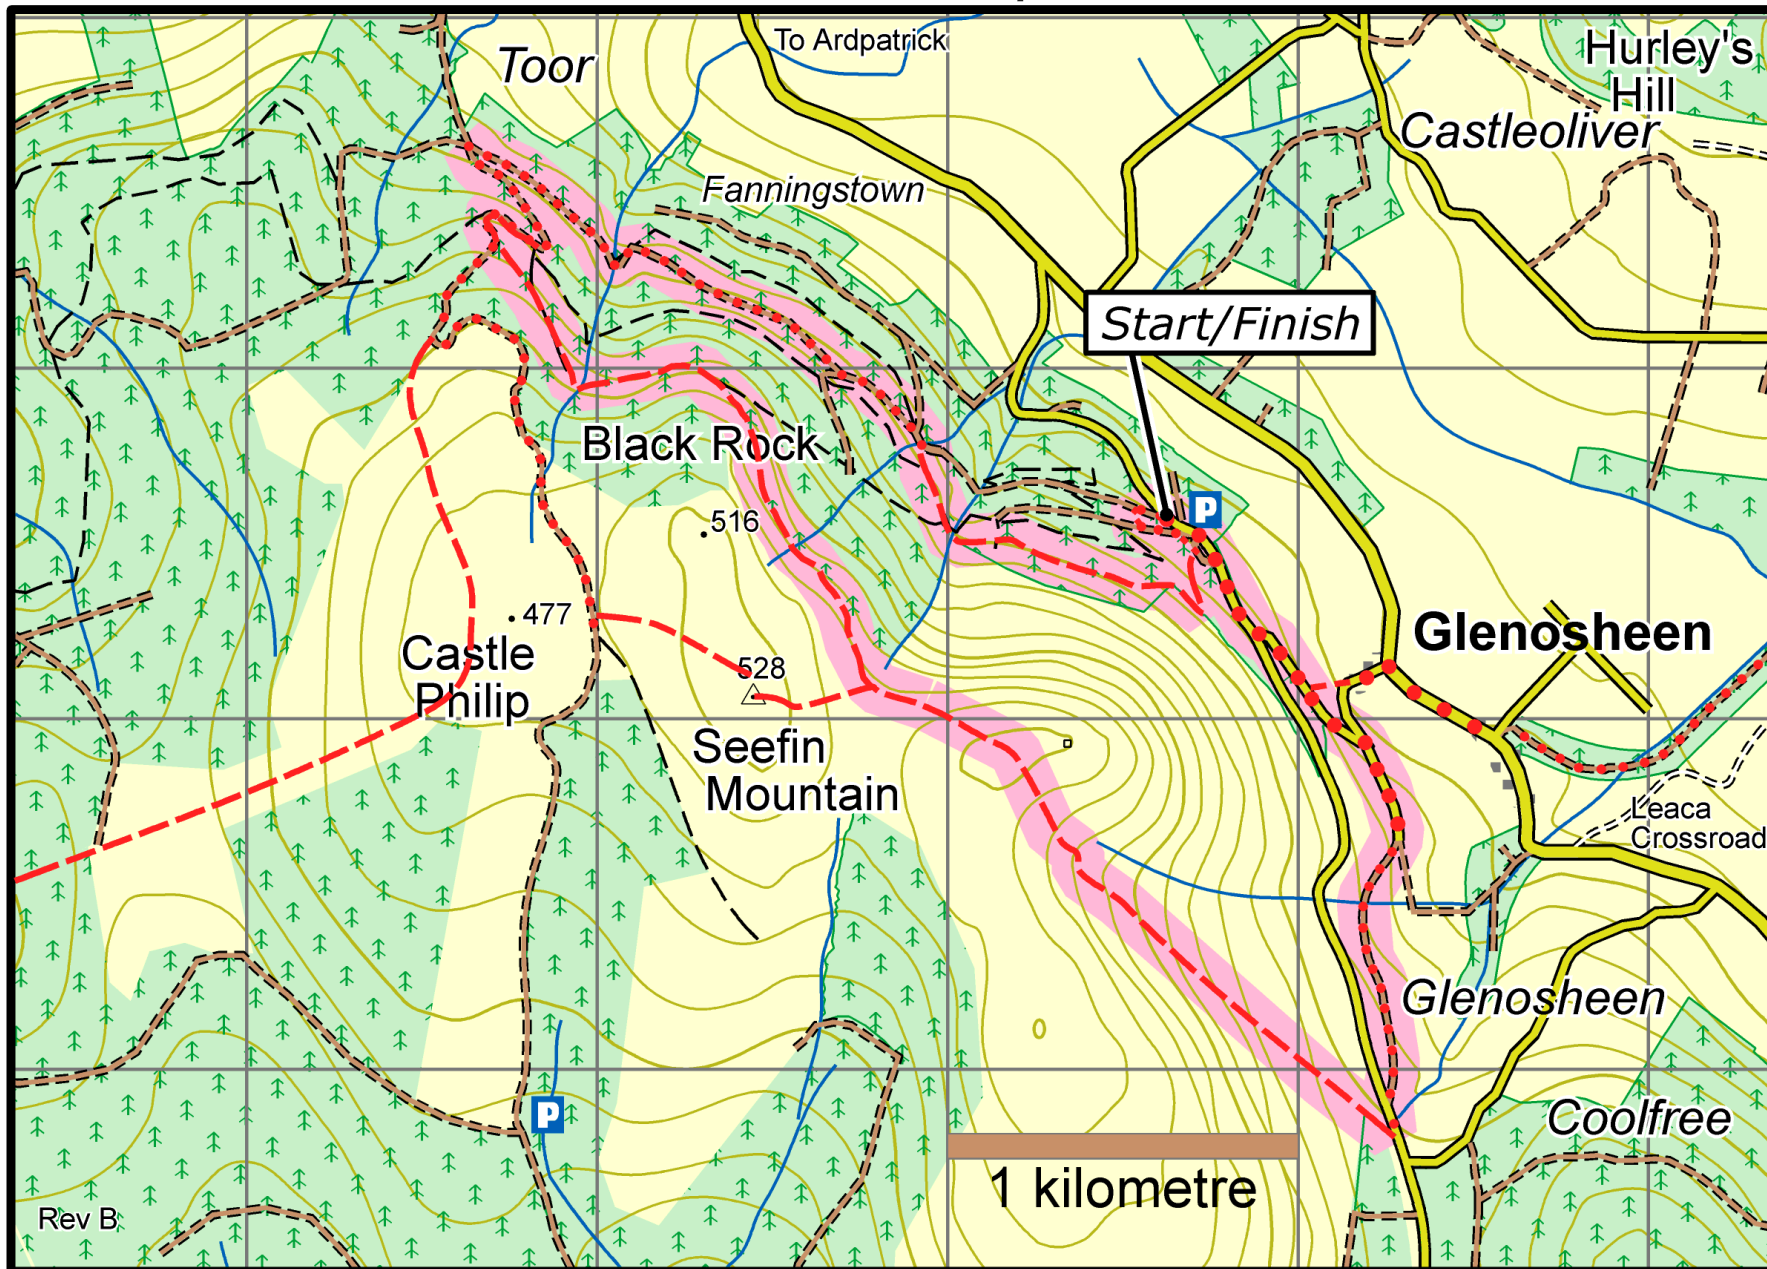 To Ardpatrick
Toor
Hurley's
Hill
Castleoliver
Fanningstown
Start/Finish
Black Rock
P
516
477
Glenosheen
Castle
Philip
528
Seefin
Mountain
Leaca
Crossroad
Glenosheen
P
Coolfree
1 kilometre
Rev B